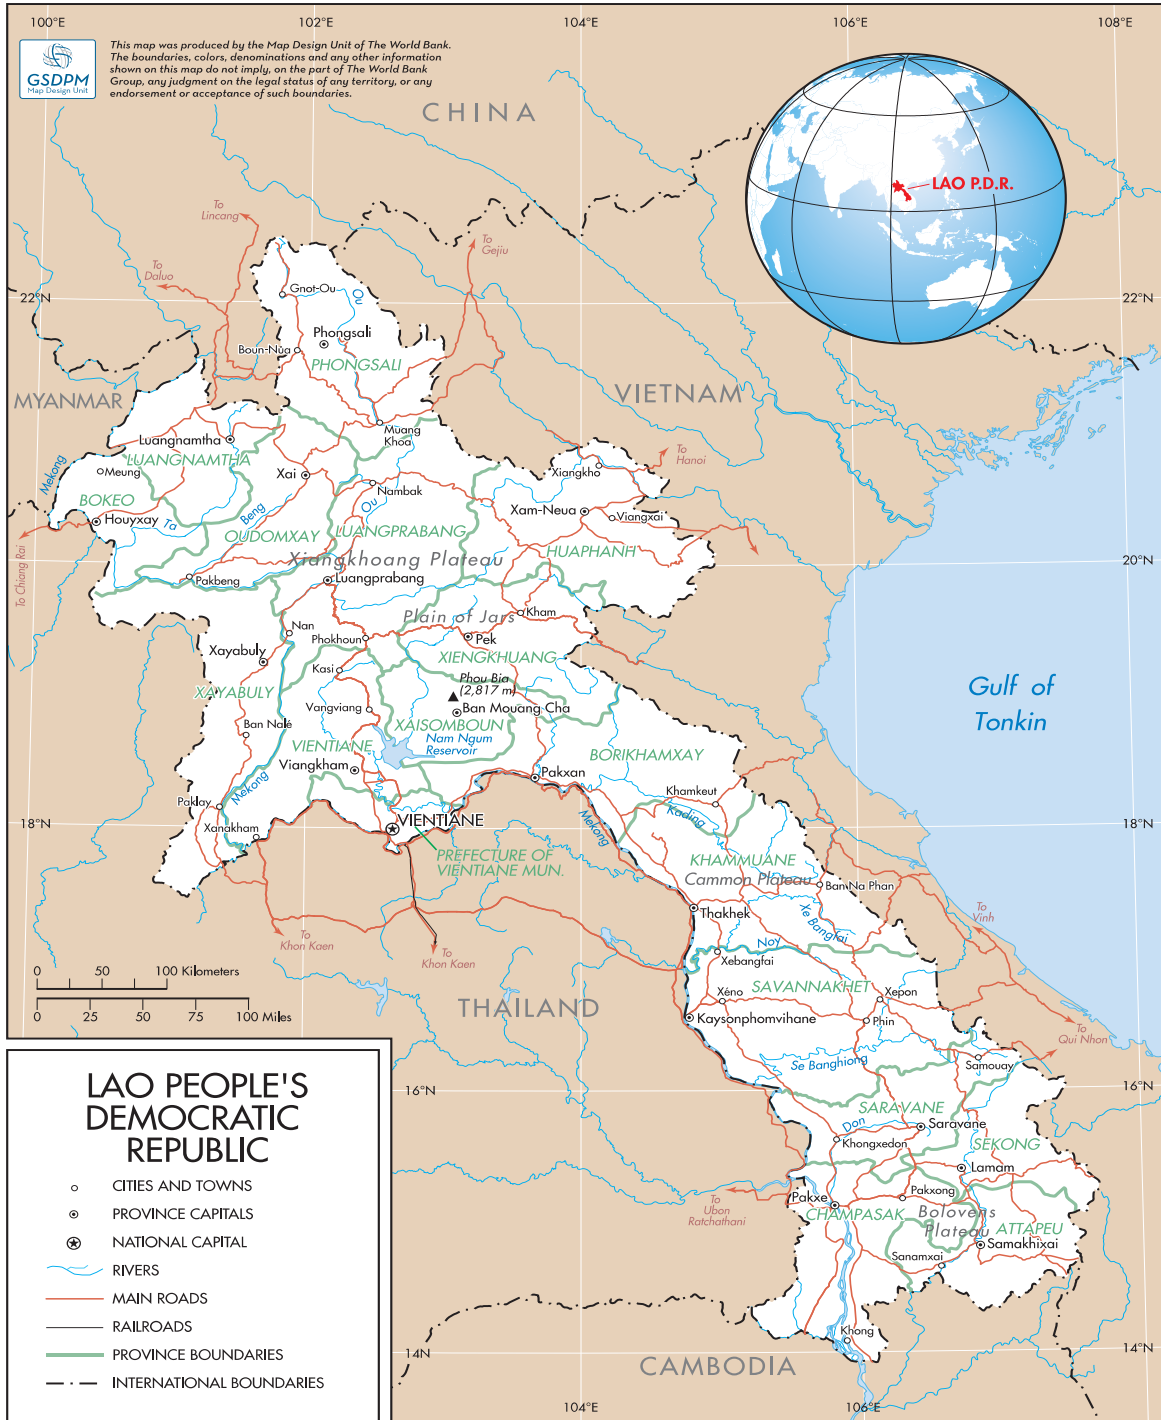 100°E
102°E
104°E
106°E
108°E
GSDPM
Map Design Unit
This map was produced by the Map Design Unit of The World Bank.
The boundaries, colors, denominations and any other information
shown on this map do not imply, on the part of The World Bank
Group, any judgment on the legal status of any territory, or any
endorsement or acceptance of such boundaries.
CHINA
LAO P.D.R.
To
Lincang
To
Gejiu
To
Daluo
22°N
22°N
Gnot-Ou
Ou
Phongsali
Boun-Nũa
PHONGSALI
MYANMAR
VIETNAM
Muang
Khoa
Luangnamtha
LUANGNAMTHA
To
Hanoi
Mekong
Meung
Xai
Xiangkho
Nambak
BOKEO
Houyxay
Ta
Beng
Ou
Xam-Neua
Viangxai
OUDOMXAY
LUANGPRABANG
HUAPHANH
Xiangkhoang Plateau
20°N
20°N
To Chiang Rai
Pakbeng
Luangprabang
Plain of Jars
Kham
Nan
Phokhoun
Pek
Xayabuly
Kasi
XIENGKHUANG
Phou Bia
(2,817 m)
Gulf of
Tonkin
XAYABULY
Vangviang
Ban Mouang Cha
Ban Nalé
XAISOMBOUN
VIENTIANE
Nam Ngum
Reservoir
BORIKHAMXAY
Viangkham
Pakxan
Mekong
Paklay
Khamkeut
Kading
Mekong
18°N
18°N
Xanakham
VIENTIANE
PREFECTURE OF
VIENTIANE MUN.
KHAMMUANE
Cammon Plateau
Ban Na Phan
Thakhek
Xe Bangfai
To
Vinh
To
Khon Kaen
To
Khon Kaen
Noy
Xebangfai
0
50
100 Kilometers
0
25
50
75
100 Miles
SAVANNAKHET
Xéno
Xepon
THAILAND
Kaysonphomvihane
Phin
To
Qui Nhon
Se Banghiong
Samouay
16°N
16°N
LAO PEOPLE'S
DEMOCRATIC
REPUBLIC
CITIES AND TOWNS
PROVINCE CAPITALS
NATIONAL CAPITAL
RIVERS
MAIN ROADS
RAILROADS
PROVINCE BOUNDARIES
INTERNATIONAL BOUNDARIES
SARAVANE
Don
Saravane
Khongxedon
SEKONG
Lamam
To
Ubon
Ratchathani
Pakxe
Pakxong
CHAMPASAK
Bolovens
Plateau
ATTAPEU
Samakhixai
Sanamxai
Khong
14N
14°N
CAMBODIA
104°E
106°E